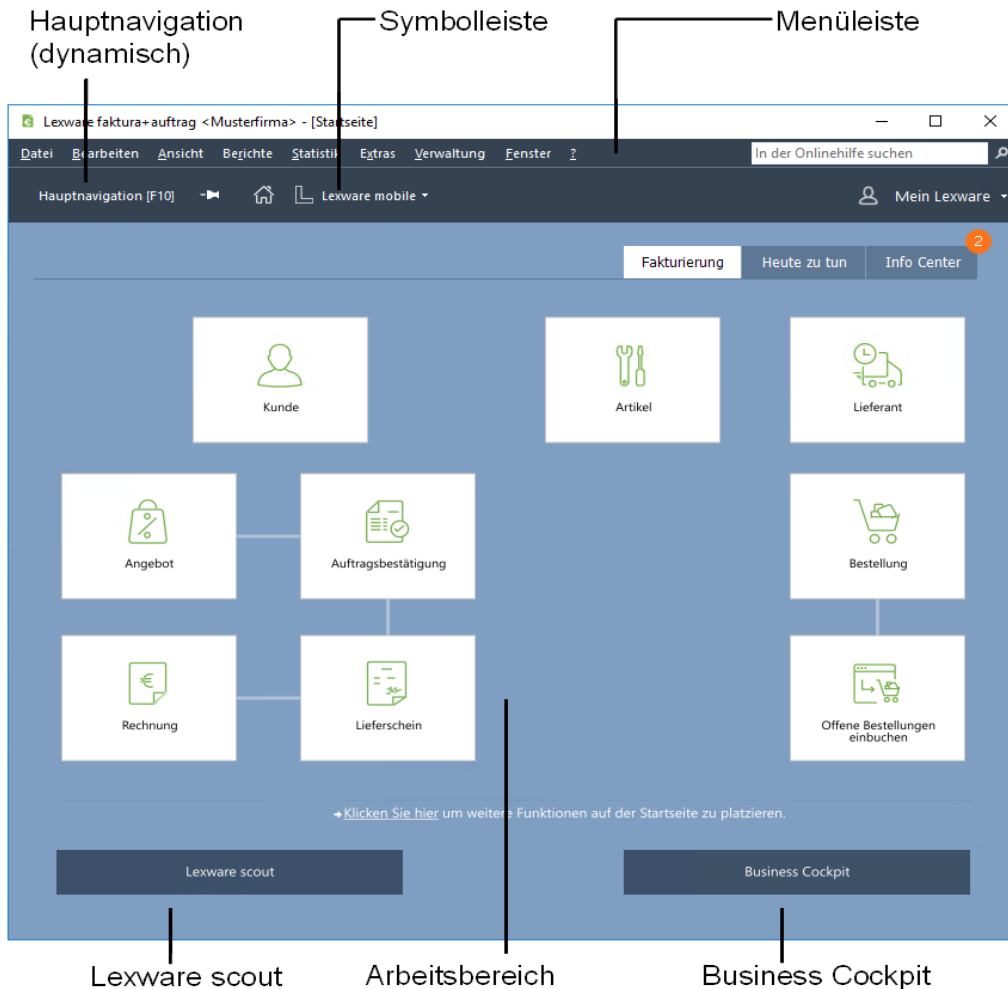 Hauptnavigation
(dynamisch)
Symbolleiste
Menüleiste
Lexware faktura+auftrag <Musterfirma> - [Startseite]
Datei Bearbeiten Ansicht Berichte Statistik Extras Verwaltung Fenster ?
In der Onlinehilfe suchen
Hauptnavigation [F10]
Lexware mobile
Mein Lexware
2
Fakturierung
Heute zu tun
Info Center
Kunde
Artikel
Lieferant
Angebot
Auftragsbestätigung
Bestellung
Rechnung
Lieferschein
Offene Bestellungen
einbuchen
Klicken Sie hier um weitere Funktionen auf der Startseite zu platzieren.
Lexware scout
Business Cockpit
Lexware scout
Arbeitsbereich
Business Cockpit